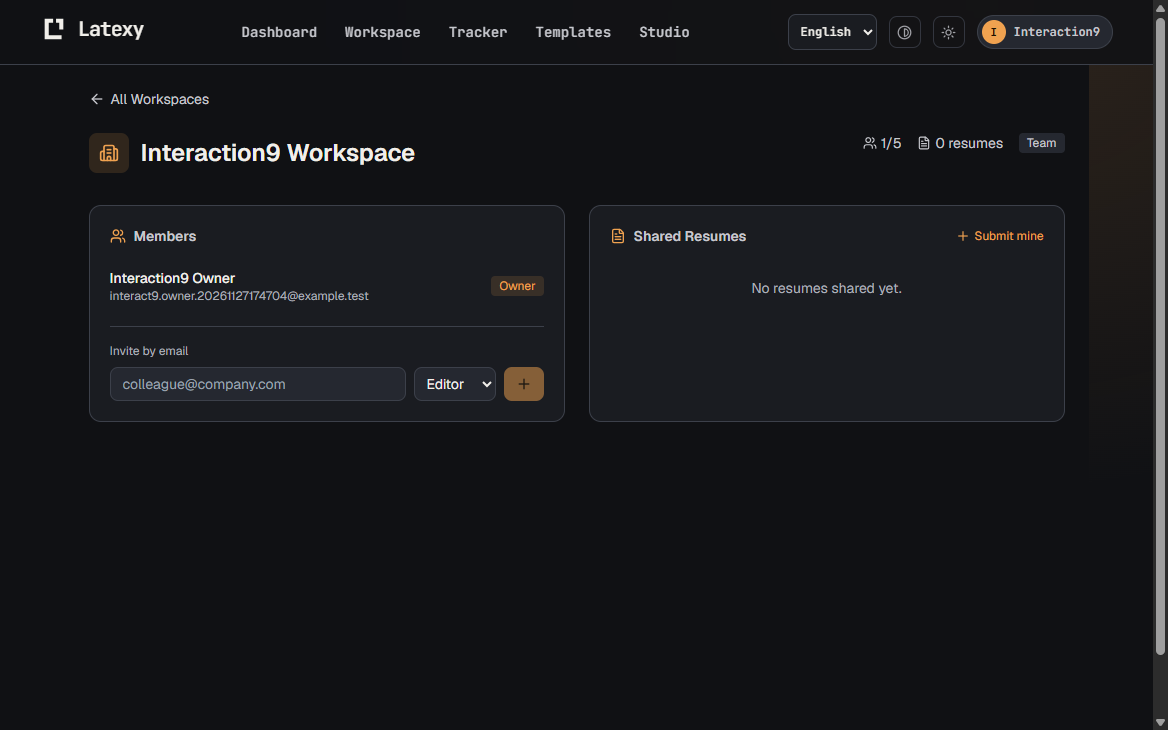 Latexy
Dashboard Workspace Tracker Templates Studio
English
I Interaction9
All Workspaces
Interaction9 Workspace
1/5 0 resumes Team
Members
Interaction9 Owner
interact9.owner.20261127174704@example.test
Owner
Invite by email
colleague@company.com
Editor
Shared Resumes
Submit mine
No resumes shared yet.